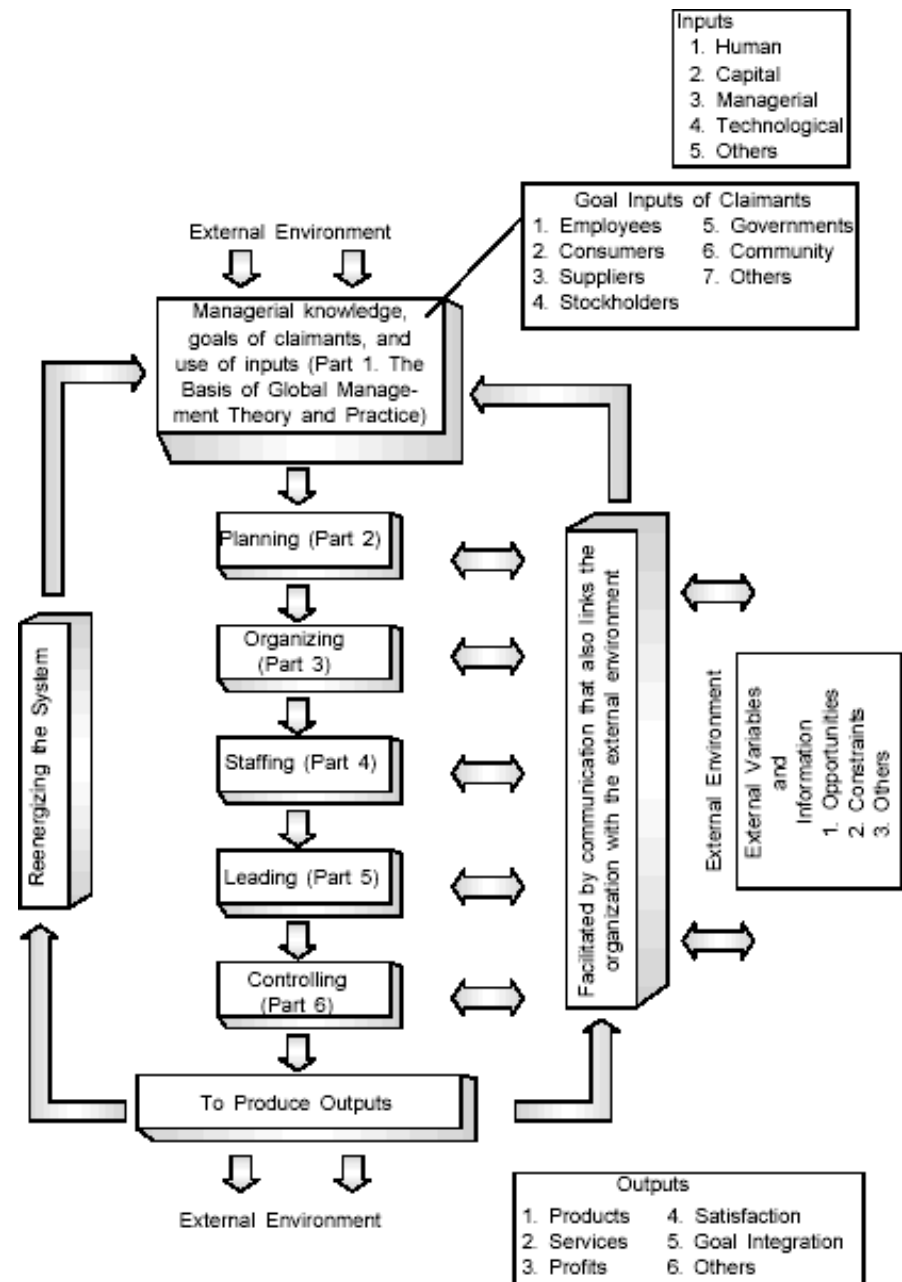 Inputs
1. Human
2. Capital
3. Managerial
4. Technological
5. Others
Goal Inputs of Claimants
1. Employees
2. Consumers
3. Suppliers
4. Stockholders
5. Governments
6. Community
7. Others
External Environment
Managerial knowledge,
goals of claimants, and
use of inputs (Part 1. The
Basis of Global Manage-
ment Theory and Practice)
Planning (Part 2)
Organizing
(Part 3)
Staffing (Part 4)
Leading (Part 5)
Controlling
(Part 6)
To Produce Outputs
External Environment
Reenergizing the System
Facilitated by communication that also links the
organization with the external environment
External Environment
External Variables
and
Information
1. Opportunities
2. Constraints
3. Others
Outputs
1. Products
2. Services
3. Profits
4. Satisfaction
5. Goal Integration
6. Others